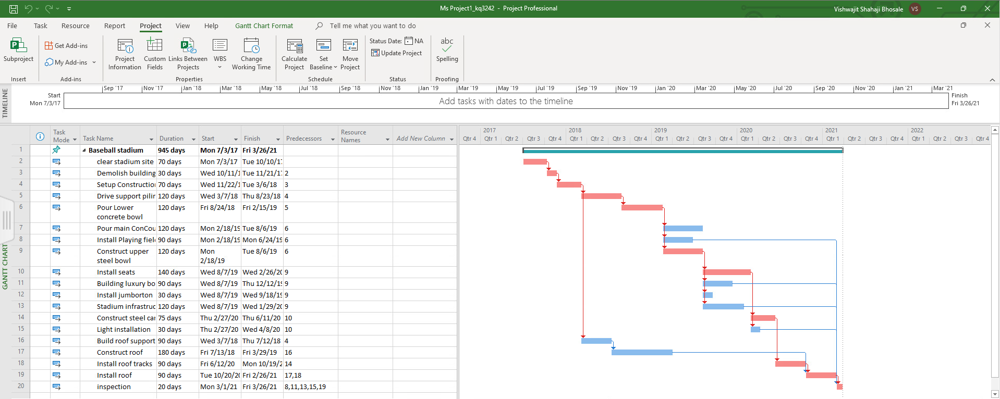 Ms Project1_kq3242 - Project Professional
Vishwajit Shahaji Bhosale VS
File Task Resource Report Project View Help Gantt Chart Format Tell me what you want to do
Subproject
Get Add-ins
My Add-ins
Project Information
Custom Fields
Links Between Projects
WBS
Change Working Time
Calculate Project
Set Baseline
Move Project
Status Date: NA
Update Project
abc
Spelling
Insert Add-ins Properties Schedule Status Proofing
TIMELINE
Sep '17 Nov '17 Jan '18 Mar '18 May '18 Jul '18 Sep '18 Nov '18 Jan '19 Mar '19 May '19 Jul '19 Sep '19 Nov '19 Jan '20 Mar '20 May '20 Jul '20 Sep '20 Nov '20 Jan '21 Mar '21
Start
Mon 7/3/17
Add tasks with dates to the timeline
Finish
Fri 3/26/21
GANTT CHART
Task Mode Task Name Duration Start Finish Predecessors Resource Names Add New Column
2017 2018 2019 2020 2021 2022
Qtr 4 Qtr 1 Qtr 2 Qtr 3 Qtr 4 Qtr 1 Qtr 2 Qtr 3 Qtr 4 Qtr 1 Qtr 2 Qtr 3 Qtr 4 Qtr 1 Qtr 2 Qtr 3 Qtr 4 Qtr 1 Qtr 2 Qtr 3 Qtr 4 Qtr 1 Qtr 2 Qtr 3 Qtr 4
1 Baseball stadium 945 days Mon 7/3/17 Fri 3/26/21
2 clear stadium site 70 days Mon 7/3/17 Tue 10/10/17
3 Demolish building 30 days Wed 10/11/1 Tue 11/21/17 2
4 Setup Constructio 70 days Wed 11/22/1 Tue 3/6/18 3
5 Drive support pilir 120 days Wed 3/7/18 Thu 8/23/18 4
6 Pour Lower concrete bowl 120 days Fri 8/24/18 Fri 2/15/19 5
7 Pour main ConCou 120 days Mon 2/18/19 Tue 8/6/19 6
8 Install Playing fiel 90 days Mon 2/18/19 Mon 6/24/19 6
9 Construct upper steel bowl 120 days Mon 2/18/19 Tue 8/6/19 6
10 Install seats 140 days Wed 8/7/19 Wed 2/26/20 9
11 Building luxury bo 90 days Wed 8/7/19 Thu 12/12/19 9
12 Install jumborton 30 days Wed 8/7/19 Wed 9/18/19 9
13 Stadium infrastruc 120 days Wed 8/7/19 Wed 1/29/20 9
14 Construct steel car 75 days Thu 2/27/20 Thu 6/11/20 10
15 Light installation 30 days Thu 2/27/20 Wed 4/8/20 10
16 Build roof support 90 days Wed 3/7/18 Thu 7/12/18 4
17 Construct roof 180 days Fri 7/13/18 Fri 3/29/19 16
18 Install roof tracks 90 days Fri 6/12/20 Mon 10/19/2 14
19 Install roof 90 days Tue 10/20/20 Fri 2/26/21 17,18
20 inspection 20 days Mon 3/1/21 Fri 3/26/21 8,11,13,15,19